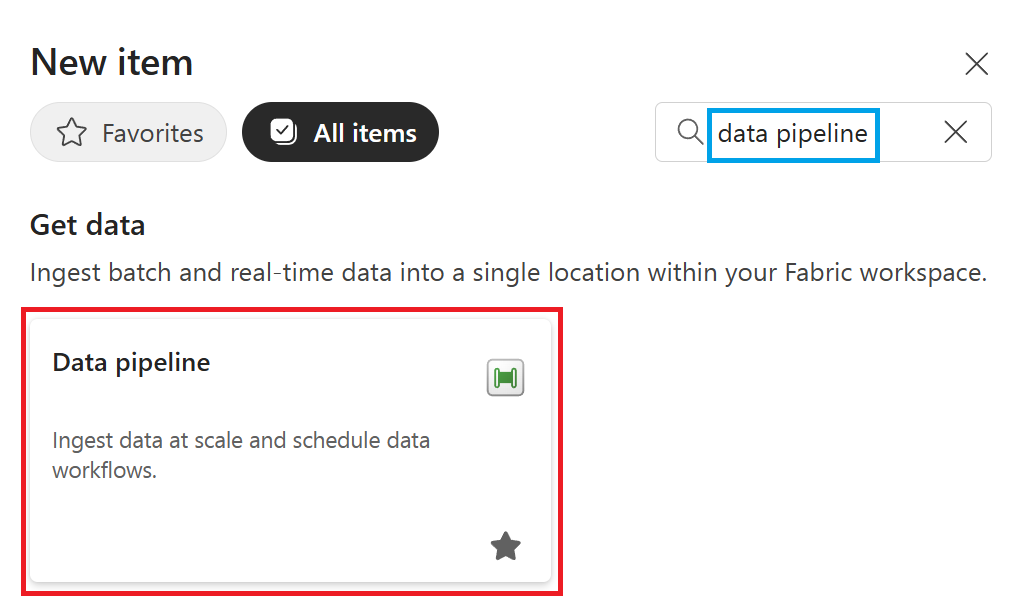 New item
Favorites
All items
data pipeline
Get data
Ingest batch and real-time data into a single location within your Fabric workspace.
Data pipeline
Ingest data at scale and schedule data
workflows.